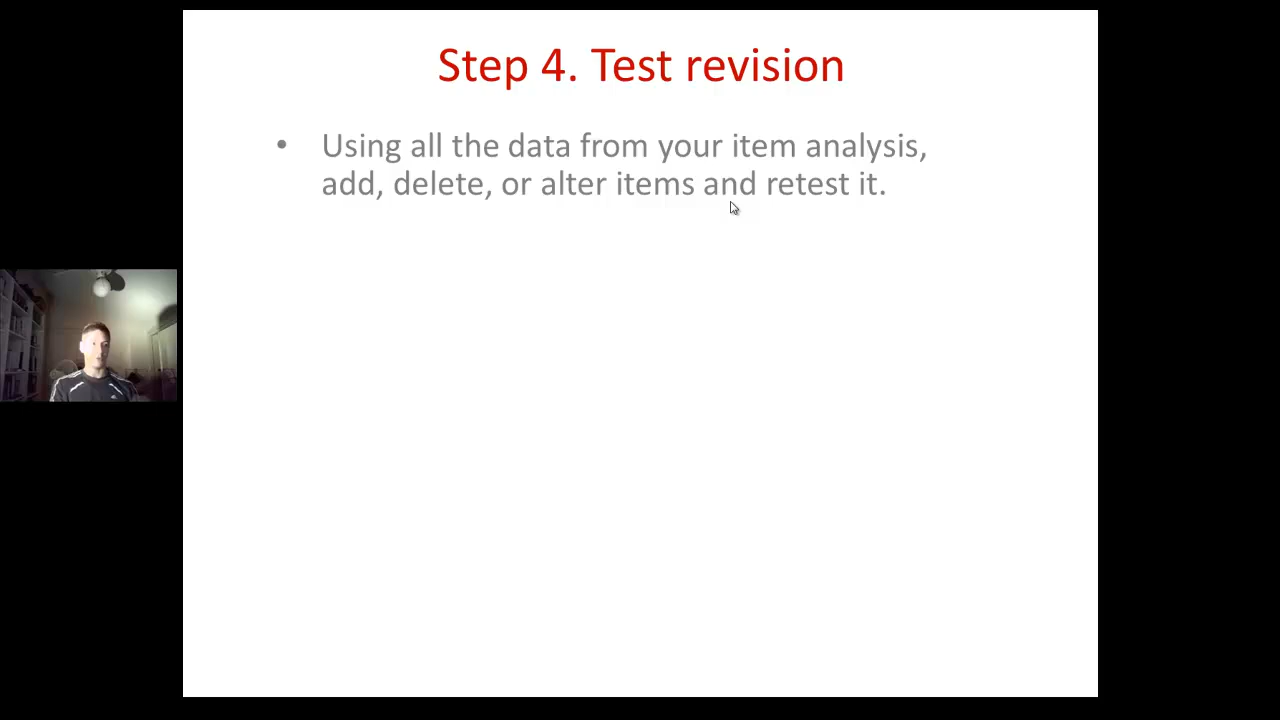 Step 4. Test revision
• Using all the data from your item analysis,
add, delete, or alter items and retest it.